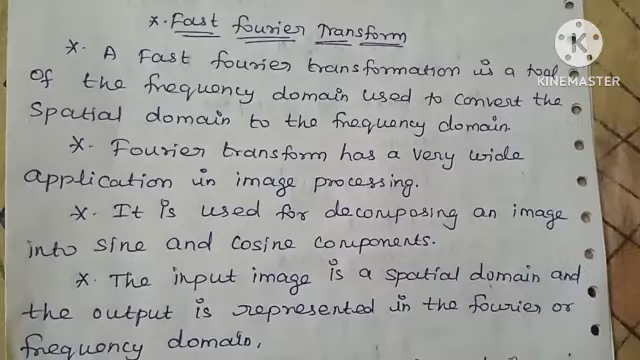 *. Fast Fourier Transform
*. A Fast fourier transformation is a tool
of the frequency domain used to convert the
spatial domain to the frequency domain.
*. Fourier transform has a very wide
application in image processing.
*. It is used for decomposing an image
into sine and cosine components.
*. The input image is a spatial domain and
the output is represented in the fourier or
frequency domain.
K
KINEMASTER